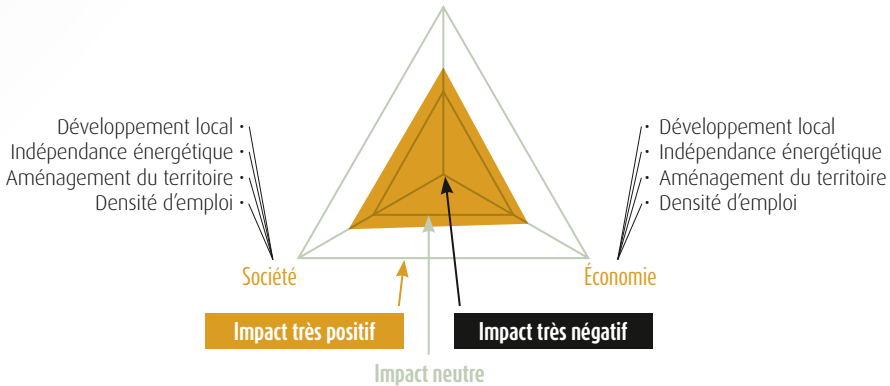 Développement local •
Indépendance énergétique •
Aménagement du territoire •
Densité d'emploi •
• Développement local
• Indépendance énergétique
• Aménagement du territoire
• Densité d'emploi
Société
Économie
Impact très positif
Impact très négatif
Impact neutre